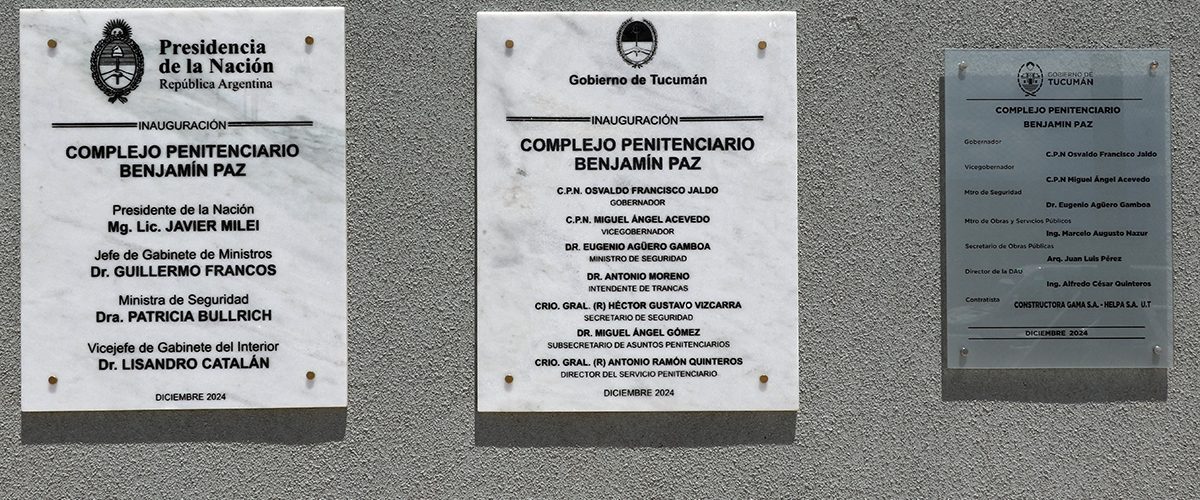 Presidencia
de la Nación
República Argentina
INAUGURACIÓN
COMPLEJO PENITENCIARIO
BENJAMÍN PAZ
Presidente de la Nación
Mg. Lic. JAVIER MILEI
Jefe de Gabinete de Ministros
Dr. GUILLERMO FRANCOS
Ministra de Seguridad
Dra. PATRICIA BULLRICH
Vicejefe de Gabinete del Interior
Dr. LISANDRO CATALÁN
DICIEMBRE 2024
Gobierno de Tucumán
INAUGURACIÓN
COMPLEJO PENITENCIARIO
BENJAMÍN PAZ
C.P.N. OSVALDO FRANCISCO JALDO
GOBERNADOR
C.P.N. MIGUEL ÁNGEL ACEVEDO
VICEGOBERNADOR
DR. EUGENIO AGÜERO GAMBOA
MINISTRO DE SEGURIDAD
DR. ANTONIO MORENO
INTENDENTE DE TRANCAS
CRIO. GRAL. (R) HÉCTOR GUSTAVO VIZCARRA
SECRETARIO DE SEGURIDAD
DR. MIGUEL ÁNGEL GÓMEZ
SUBSECRETARIO DE ASUNTOS PENITENCIARIOS
CRIO. GRAL. (R) ANTONIO RAMÓN QUINTEROS
DIRECTOR DEL SERVICIO PENITENCIARIO
DICIEMBRE 2024
GOBIERNO DE
TUCUMÁN
COMPLEJO PENITENCIARIO
BENJAMIN PAZ
Gobernador
C.P.N Osvaldo Francisco Jaldo
Vicegobernador
C.P.N Miguel Ángel Acevedo
Mtro de Seguridad
Dr. Eugenio Agüero Gamboa
Mtro de Obras y Servicios Públicos
Ing. Marcelo Augusto Nazur
Secretario de Obras Públicas
Arq. Juan Luis Pérez
Director de la DAU
Ing. Alfredo César Quinteros
Contratista
CONSTRUCTORA GAMA S.A. - HELPA S.A. U.T
DICIEMBRE 2024